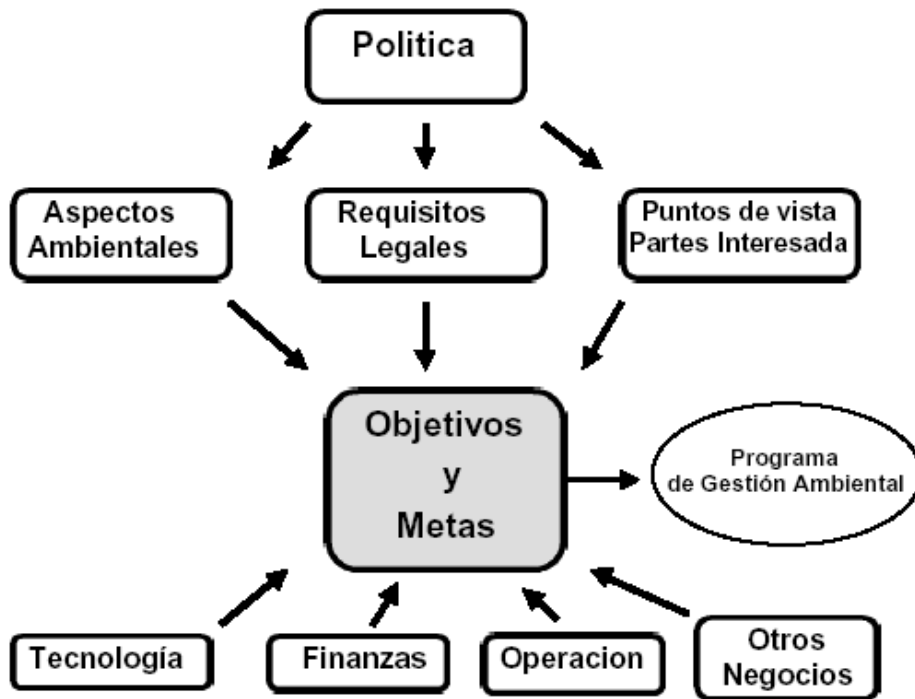 Politica
Aspectos
Ambientales
Requisitos
Legales
Puntos de vista
Partes Interesada
Objetivos
y
Metas
Programa
de Gestión Ambiental
Tecnología
Finanzas
Operacion
Otros
Negocios